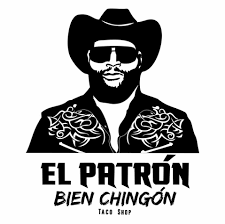 EL PATRÓN
BIEN CHINGÓN
TACO SHOP